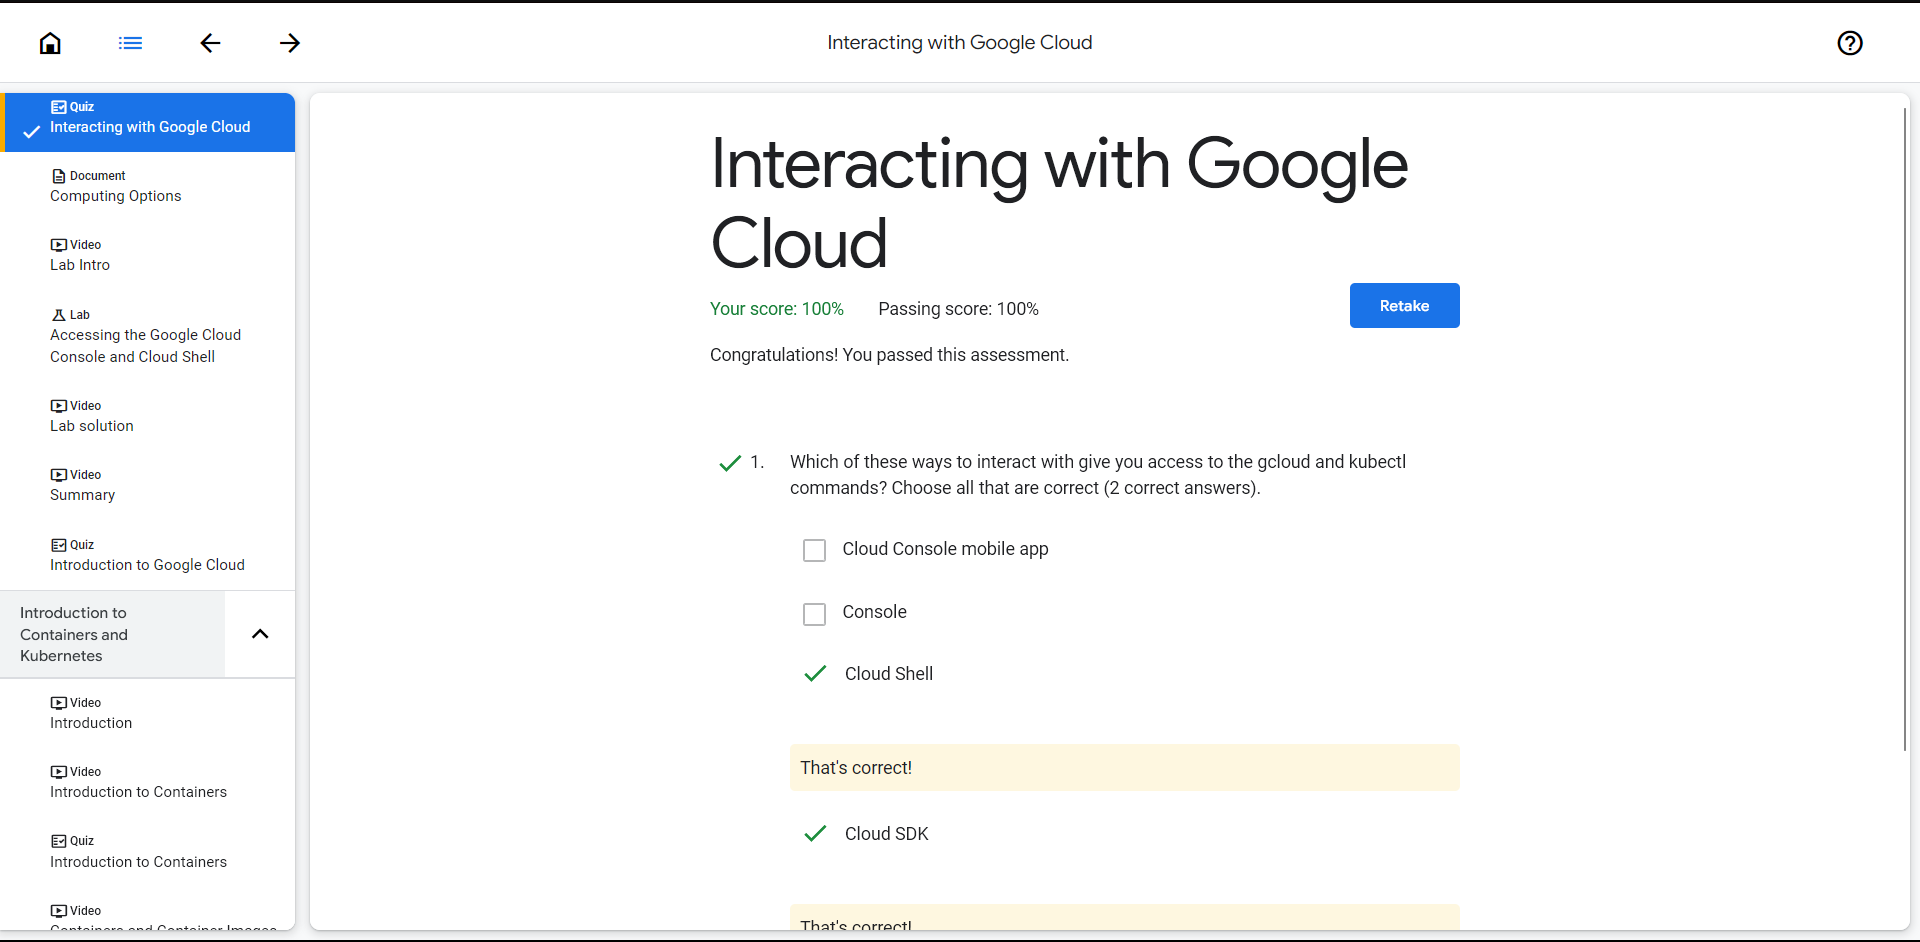 Interacting with Google Cloud
Quiz
Interacting with Google Cloud
Document
Computing Options
Video
Lab Intro
Lab
Accessing the Google Cloud
Console and Cloud Shell
Video
Lab solution
Video
Summary
Quiz
Introduction to Google Cloud
Introduction to
Containers and
Kubernetes
Video
Introduction
Video
Introduction to Containers
Quiz
Introduction to Containers
Video
Containers and Container Images
Interacting with Google
Cloud
Your score: 100% Passing score: 100%
Retake
Congratulations! You passed this assessment.
1. Which of these ways to interact with give you access to the gcloud and kubectl
commands? Choose all that are correct (2 correct answers).
Cloud Console mobile app
Console
Cloud Shell
That's correct!
Cloud SDK
That's correct!